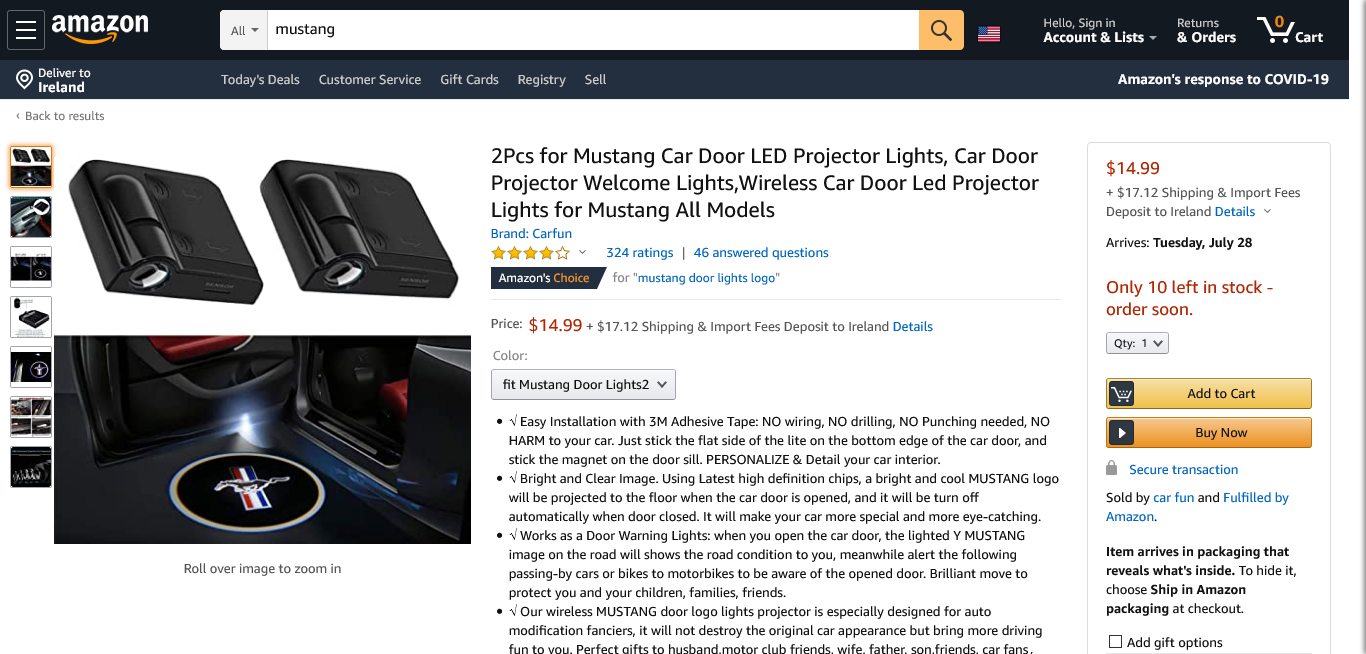 amazon
All
mustang
Hello, Sign in
Account & Lists
Returns
& Orders
0
Cart
Deliver to
Ireland
Today's Deals
Customer Service
Gift Cards
Registry
Sell
Amazon's response to COVID-19
‹ Back to results
2Pcs for Mustang Car Door LED Projector Lights, Car Door
Projector Welcome Lights,Wireless Car Door Led Projector
Lights for Mustang All Models
Brand: Carfun
324 ratings | 46 answered questions
Amazon's Choice for "mustang door lights logo"
Price: $14.99 + $17.12 Shipping & Import Fees Deposit to Ireland Details
Color:
fit Mustang Door Lights2
• √ Easy Installation with 3M Adhesive Tape: NO wiring, NO drilling, NO Punching needed, NO
HARM to your car. Just stick the flat side of the lite on the bottom edge of the car door, and
stick the magnet on the door sill. PERSONALIZE & Detail your car interior.
• √ Bright and Clear Image. Using Latest high definition chips, a bright and cool MUSTANG logo
will be projected to the floor when the car door is opened, and it will be turn off
automatically when door closed. It will make your car more special and more eye-catching.
• √ Works as a Door Warning Lights: when you open the car door, the lighted Y MUSTANG
image on the road will shows the road condition to you, meanwhile alert the following
passing-by cars or bikes to motorbikes to be aware of the opened door. Brilliant move to
protect you and your children, families, friends.
• √ Our wireless MUSTANG door logo lights projector is especially designed for auto
modification fanciers, it will not destroy the original car appearance but bring more driving
fun to you. Perfect gifts to husband,motor club friends, wife, father, son,friends, car fans,
Roll over image to zoom in
$14.99
+ $17.12 Shipping & Import Fees
Deposit to Ireland Details
Arrives: Tuesday, July 28
Only 10 left in stock -
order soon.
Qty: 1
Add to Cart
Buy Now
Secure transaction
Sold by car fun and Fulfilled by
Amazon.
Item arrives in packaging that
reveals what's inside. To hide it,
choose Ship in Amazon
packaging at checkout.
Add gift options